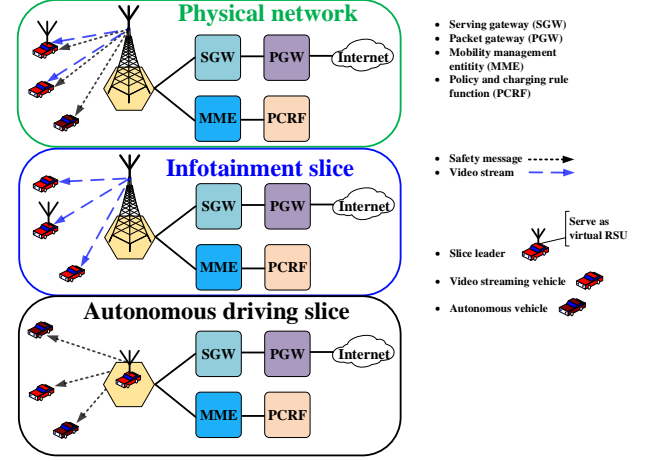 Physical network
SGW
PGW
Internet
MME
PCRF
Infotainment slice
SGW
PGW
Internet
MME
PCRF
Autonomous driving slice
SGW
PGW
Internet
MME
PCRF
• Serving gateway (SGW)
• Packet gateway (PGW)
• Mobility management
entitity (MME)
• Policy and charging rule
function (PCRF)
• Safety message
• Video stream
Serve as
virtual RSU
• Slice leader
• Video streaming vehicle
• Autonomous vehicle